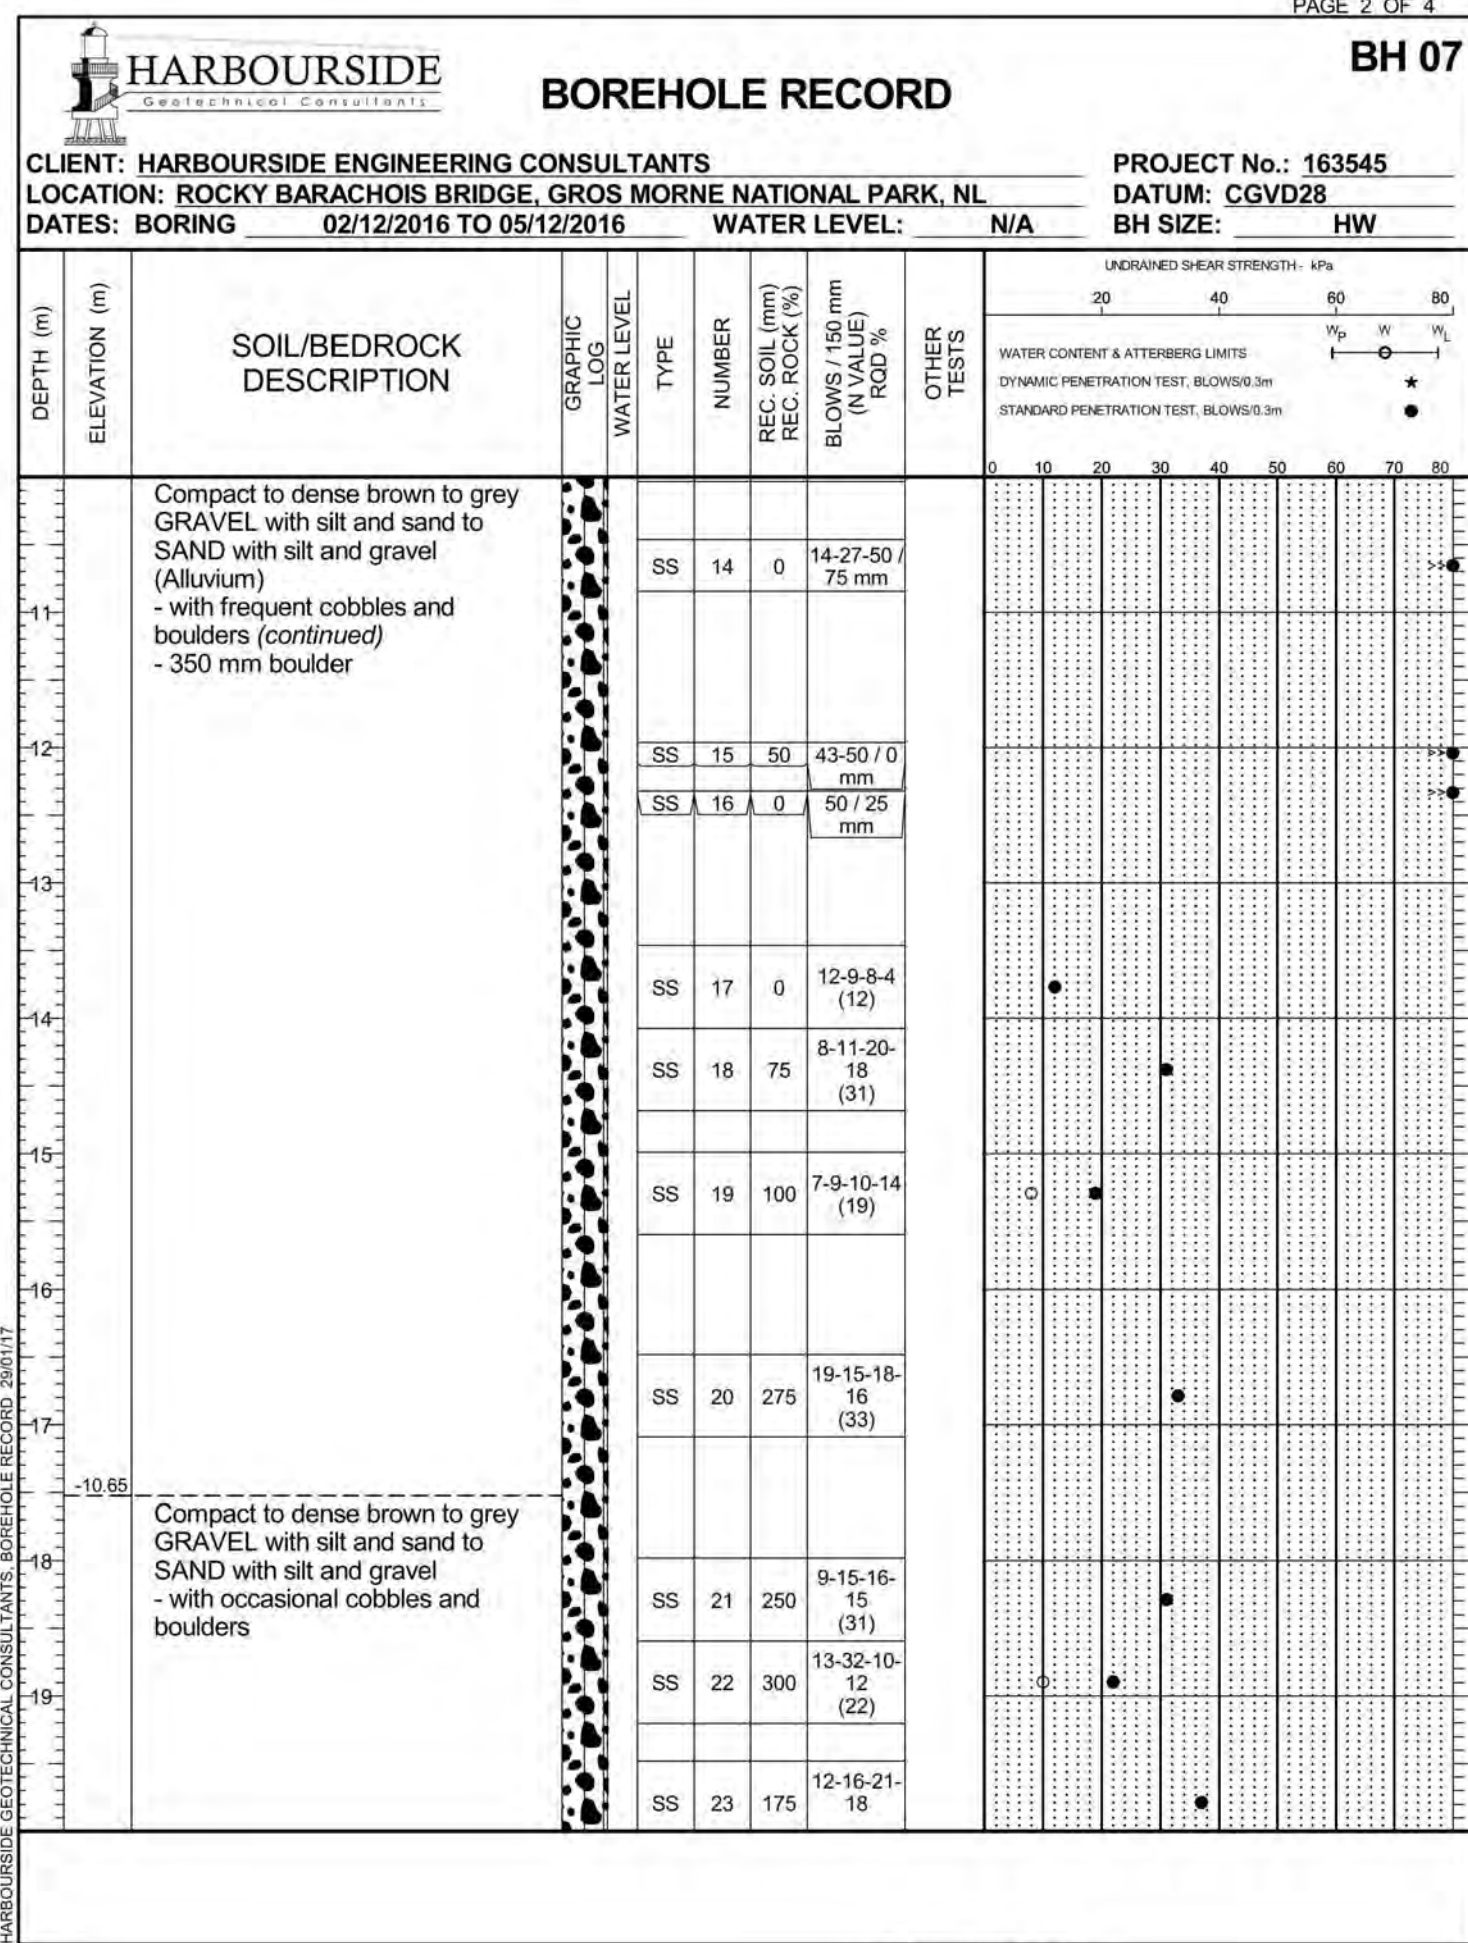 PAGE 2 OF 4
HARBOURSIDE
Geotechnical Consultants
BOREHOLE RECORD
BH 07
CLIENT: HARBOURSIDE ENGINEERING CONSULTANTS
PROJECT No.: 163545
LOCATION: ROCKY BARACHOIS BRIDGE, GROS MORNE NATIONAL PARK, NL
DATUM: CGVD28
DATES: BORING 02/12/2016 TO 05/12/2016 WATER LEVEL: N/A
BH SIZE: HW
DEPTH (m)
ELEVATION (m)
SOIL/BEDROCK
DESCRIPTION
GRAPHIC
LOG
WATER LEVEL
TYPE
NUMBER
REC. SOIL (mm)
REC. ROCK (%)
BLOWS / 150 mm
(N VALUE)
RQD %
OTHER
TESTS
UNDRAINED SHEAR STRENGTH - kPa
20 40 60 80
WP W WL
WATER CONTENT & ATTERBERG LIMITS
DYNAMIC PENETRATION TEST, BLOWS/0.3m ★
STANDARD PENETRATION TEST, BLOWS/0.3m ●
0 10 20 30 40 50 60 70 80
Compact to dense brown to grey
GRAVEL with silt and sand to
SAND with silt and gravel
(Alluvium)
- with frequent cobbles and
boulders (continued)
- 350 mm boulder
SS 14 0 14-27-50 /
75 mm
>>
11
12
SS 15 50 43-50 / 0
mm
>>
SS 16 0 50 / 25
mm
>>
13
SS 17 0 12-9-8-4
(12)
14
SS 18 75 8-11-20-
18
(31)
15
SS 19 100 7-9-10-14
(19)
16
SS 20 275 19-15-18-
16
(33)
17
-10.65
Compact to dense brown to grey
GRAVEL with silt and sand to
SAND with silt and gravel
- with occasional cobbles and
boulders
18
SS 21 250 9-15-16-
15
(31)
SS 22 300 13-32-10-
12
(22)
19
SS 23 175 12-16-21-
18
HARBOURSIDE GEOTECHNICAL CONSULTANTS, BOREHOLE RECORD 29/01/17